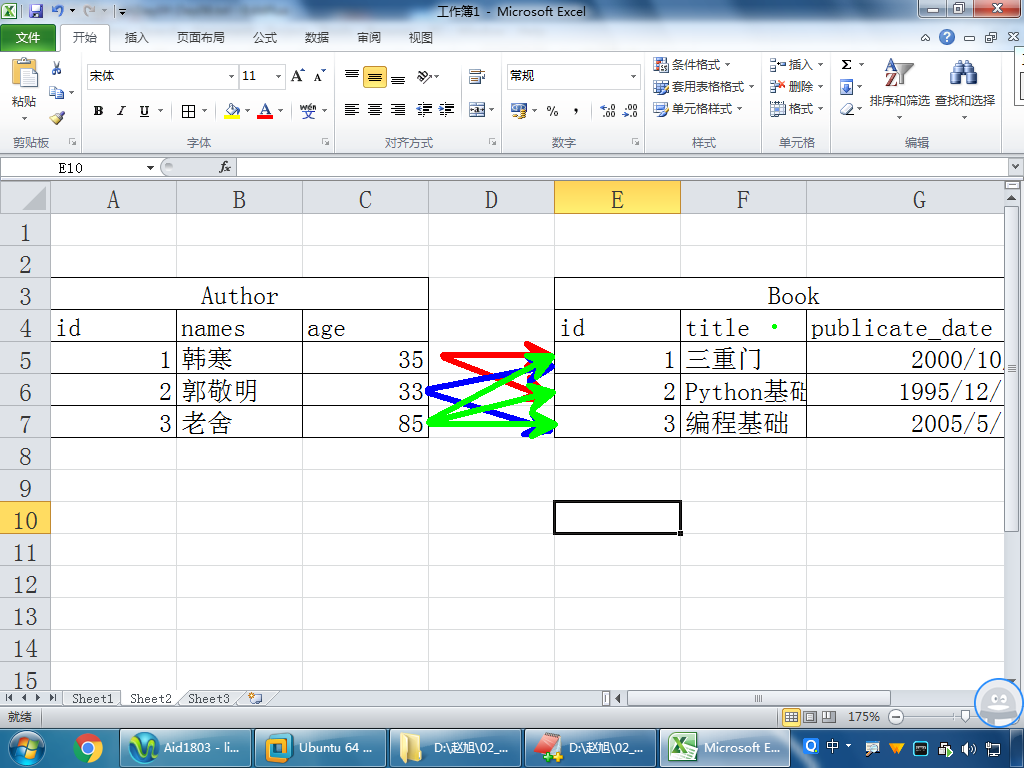 工作簿1 - Microsoft Excel
文件 开始 插入 页面布局 公式 数据 审阅 视图
宋体 11 常规 条件格式 插入 Σ
粘贴 B I U wén 文 % , 套用表格格式 删除 排序和筛选 查找和选择
单元格样式 格式
剪贴板 字体 对齐方式 数字 样式 单元格 编辑
E10 fx
A B C D E F G
1
2
3 Author Book
4 id names age id title publicate_date
5 1 韩寒 35 1 三重门 2000/10
6 2 郭敬明 33 2 Python基础 1995/12/
7 3 老舍 85 3 编程基础 2005/5/
8
9
10
11
12
13
14
15
Sheet1 Sheet2 Sheet3
就绪 175%
Aid1803 - li... Ubuntu 64 ... D:\赵旭\02_... D:\赵旭\02_... Microsoft E... 中